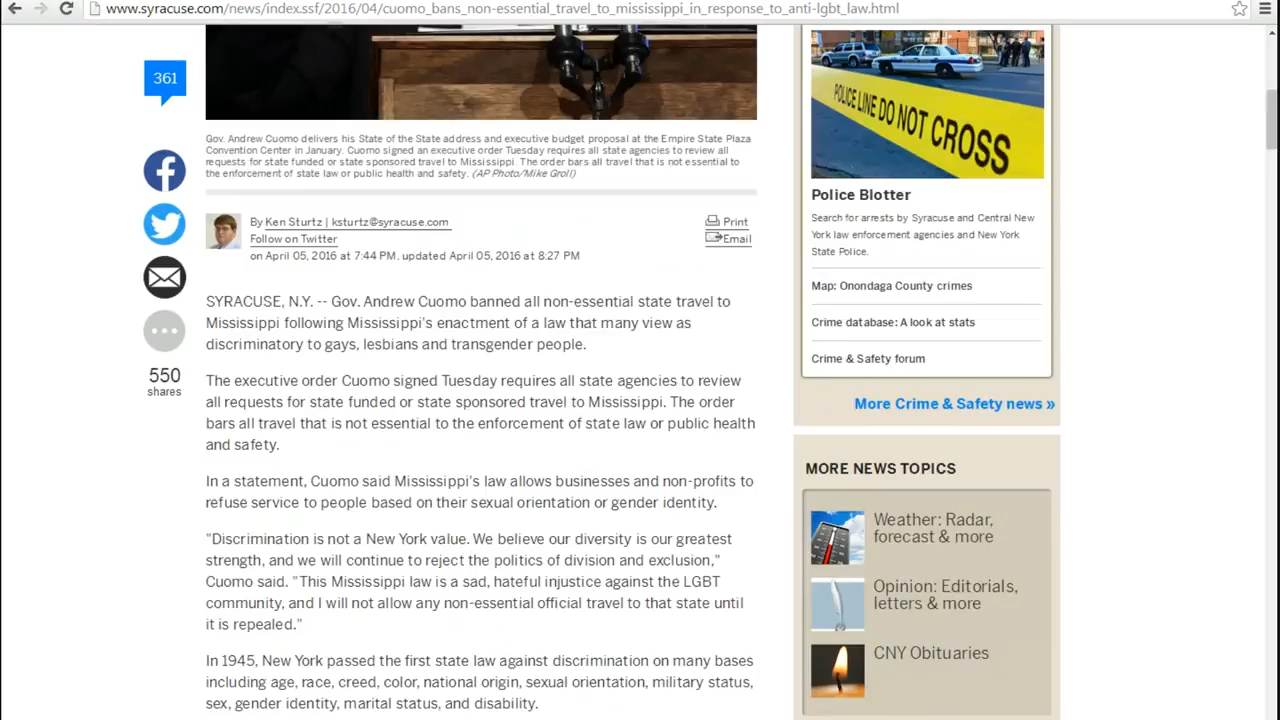 www.syracuse.com/news/index.ssf/2016/04/cuomo_bans_non-essential_travel_to_mississippi_in_response_to_anti-lgbt_law.html
361
Gov. Andrew Cuomo delivers his State of the State address and executive budget proposal at the Empire State Plaza
Convention Center in January. Cuomo signed an executive order Tuesday requires all state agencies to review all
requests for state funded or state sponsored travel to Mississippi. The order bars all travel that is not essential to
the enforcement of state law or public health and safety. (AP Photo/Mike Groll)
By Ken Sturtz | ksturtz@syracuse.com
Follow on Twitter
on April 05, 2016 at 7:44 PM, updated April 05, 2016 at 8:27 PM
Print
Email
550
shares
SYRACUSE, N.Y. -- Gov. Andrew Cuomo banned all non-essential state travel to
Mississippi following Mississippi's enactment of a law that many view as
discriminatory to gays, lesbians and transgender people.
The executive order Cuomo signed Tuesday requires all state agencies to review
all requests for state funded or state sponsored travel to Mississippi. The order
bars all travel that is not essential to the enforcement of state law or public health
and safety.
In a statement, Cuomo said Mississippi's law allows businesses and non-profits to
refuse service to people based on their sexual orientation or gender identity.
"Discrimination is not a New York value. We believe our diversity is our greatest
strength, and we will continue to reject the politics of division and exclusion,"
Cuomo said. "This Mississippi law is a sad, hateful injustice against the LGBT
community, and I will not allow any non-essential official travel to that state until
it is repealed."
In 1945, New York passed the first state law against discrimination on many bases
including age, race, creed, color, national origin, sexual orientation, military status,
sex, gender identity, marital status, and disability.
POLICE LINE DO NOT CROSS
Police Blotter
Search for arrests by Syracuse and Central New
York law enforcement agencies and New York
State Police.
Map: Onondaga County crimes
Crime database: A look at stats
Crime & Safety forum
More Crime & Safety news »
MORE NEWS TOPICS
Weather: Radar,
forecast & more
Opinion: Editorials,
letters & more
CNY Obituaries